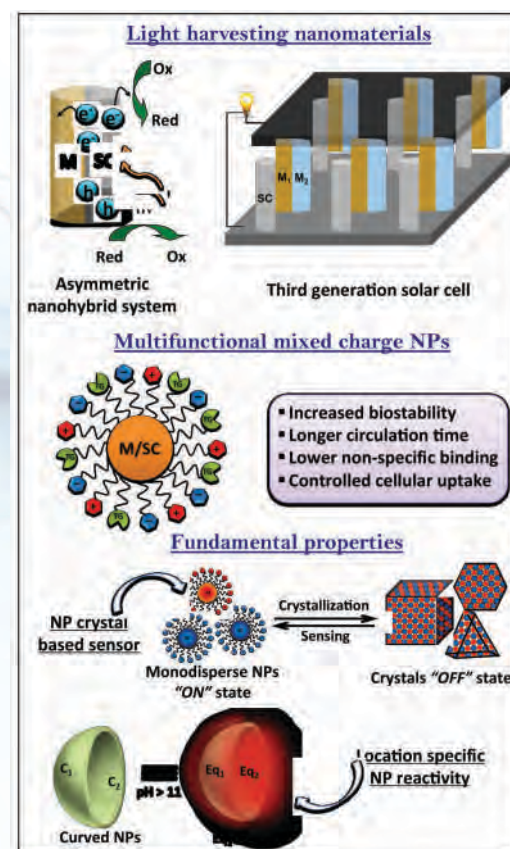 Light harvesting nanomaterials
Ox
e-
e-
Red
M
SC
h
h
Red
Ox
Asymmetric
nanohybrid system
SC
M1
M2
Third generation solar cell
Multifunctional mixed charge NPs
M/SC
TG
▪ Increased biostability
▪ Longer circulation time
▪ Lower non-specific binding
▪ Controlled cellular uptake
Fundamental properties
NP crystal
based sensor
Monodisperse NPs
"ON" state
Crystallization
Sensing
Crystals "OFF" state
C1
C2
Curved NPs
pH > 11
Eq1
Eq2
Location specific
NP reactivity